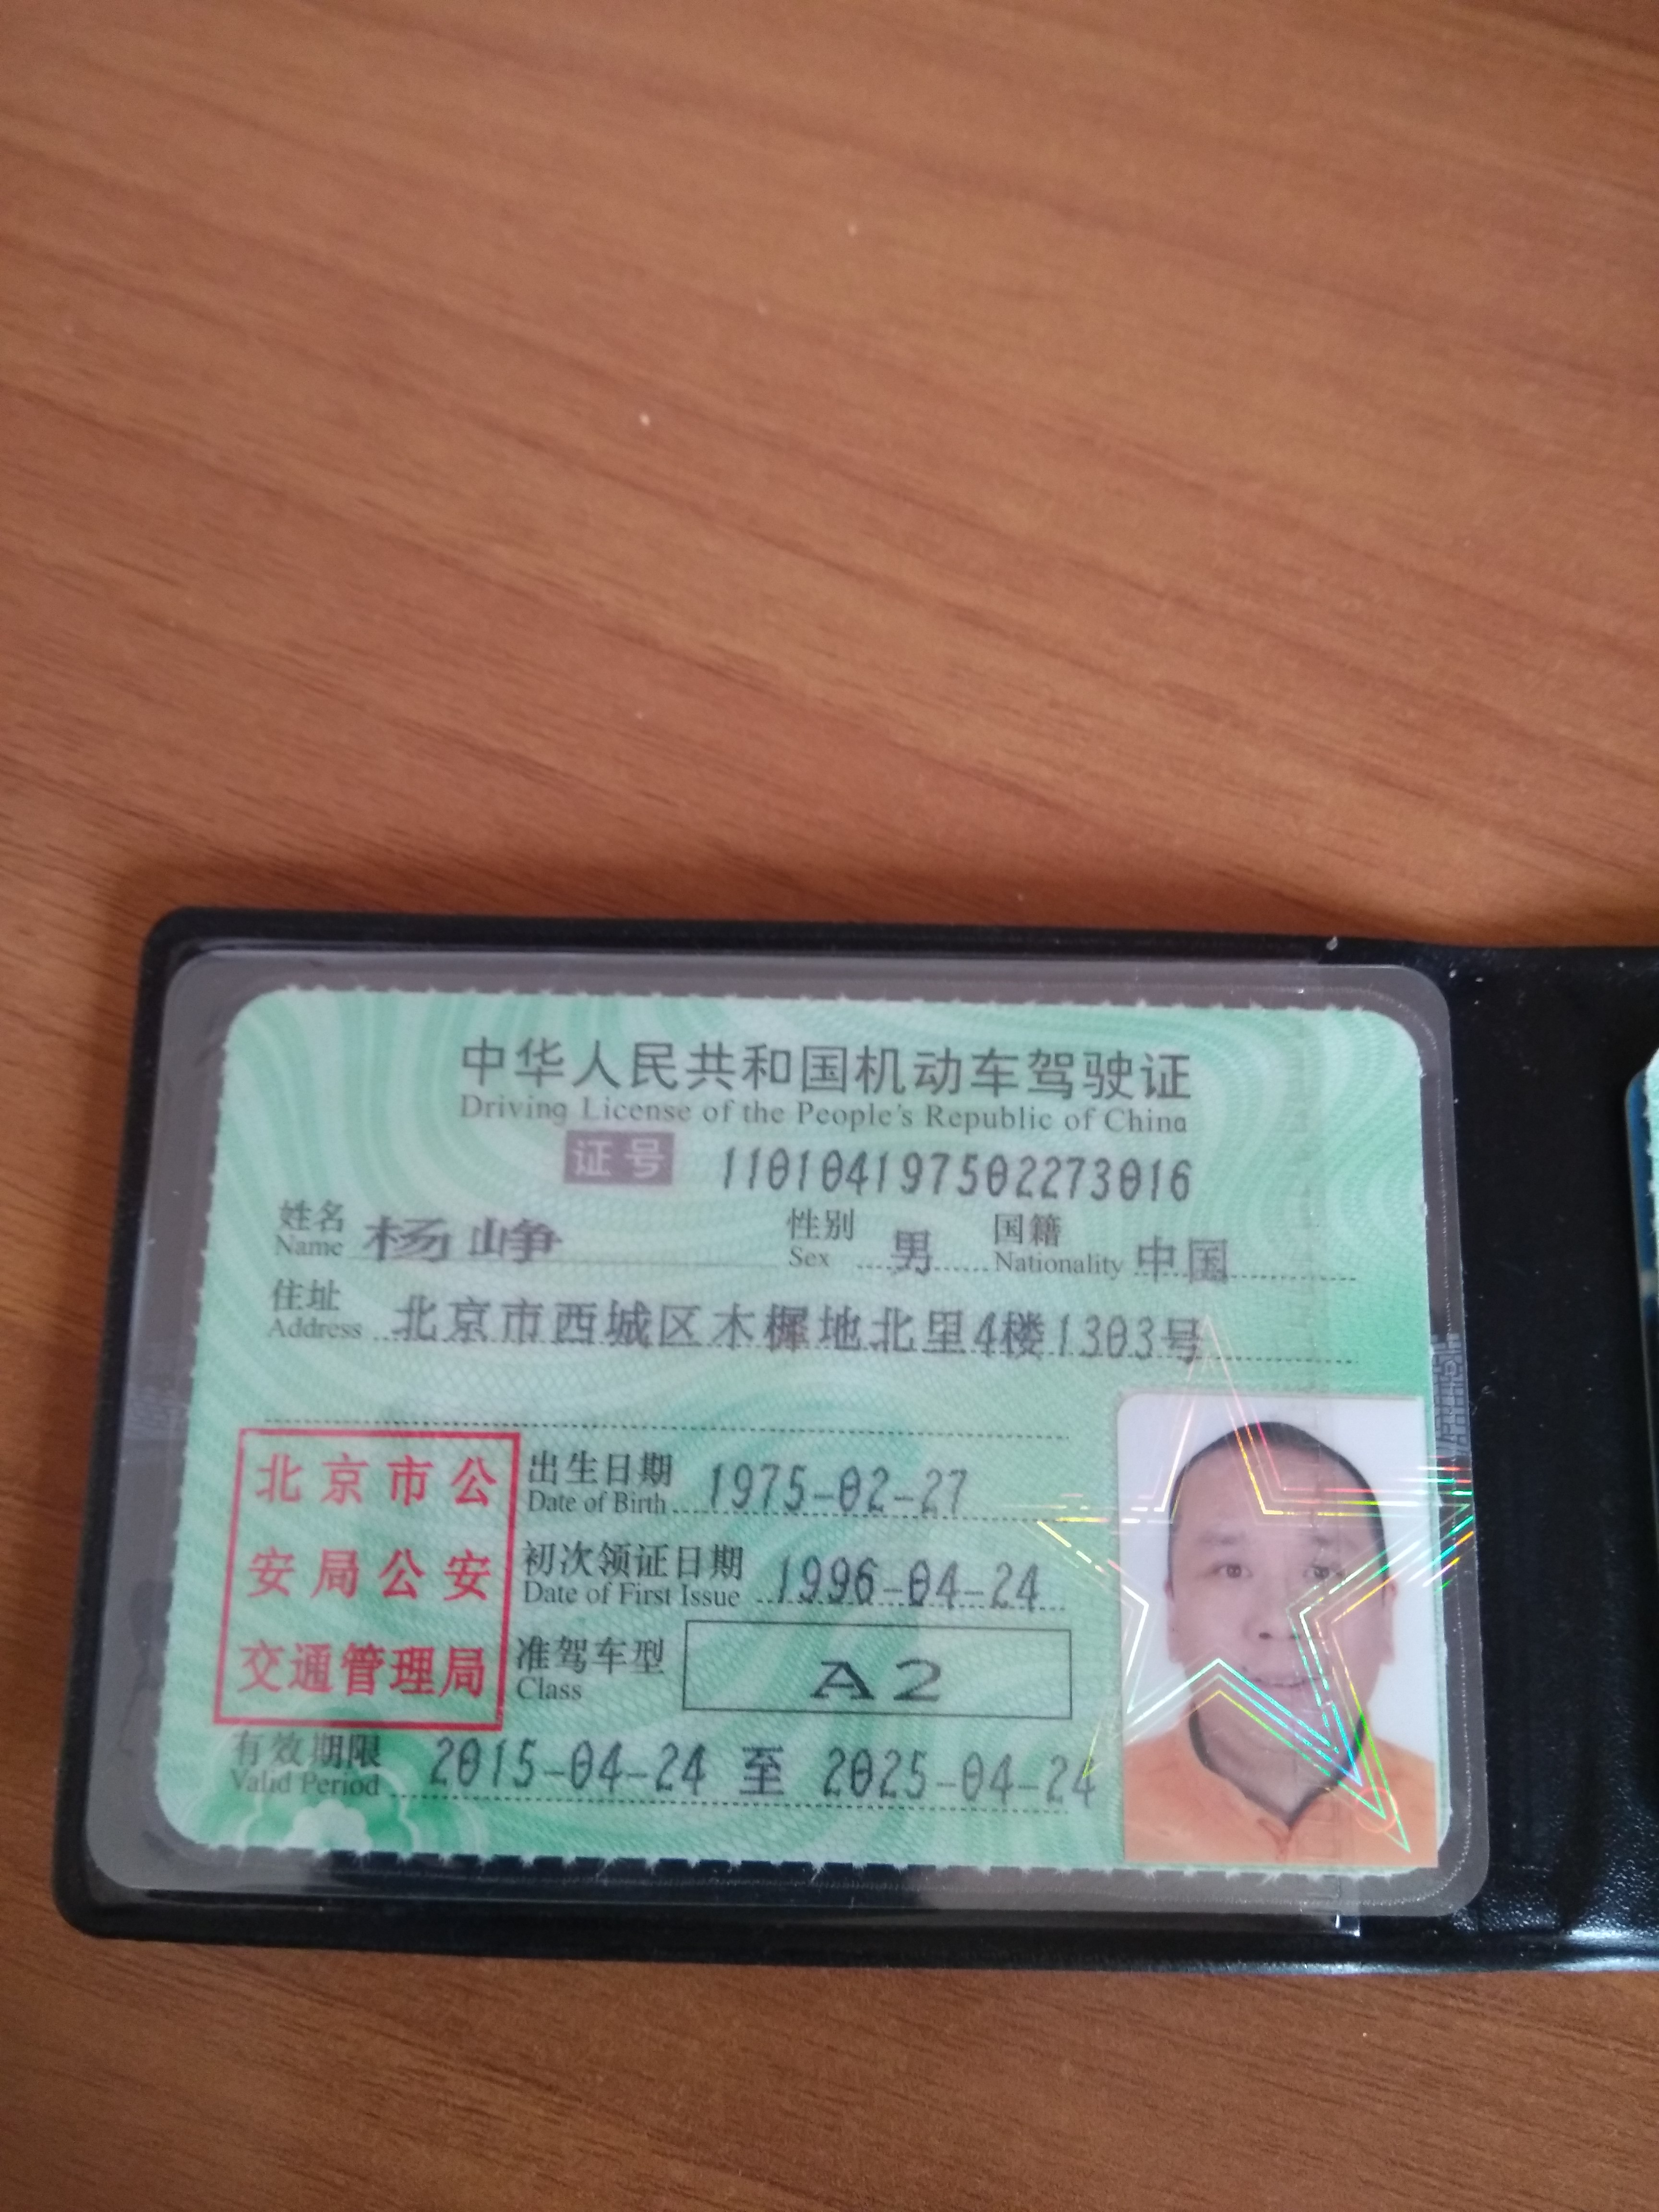 中华人民共和国机动车驾驶证
Driving License of the People's Republic of China
证号 110104197502273016
姓名 杨峥 性别 男 国籍 中国
Name Sex Nationality
住址 北京市西城区木樨地北里4楼1303号
Address
北京市公
安局公安
交通管理局
出生日期 1975-02-27
Date of Birth
初次领证日期 1996-04-24
Date of First Issue
准驾车型 A2
Class
有效期限 2015-04-24 至 2025-04-24
Valid Period